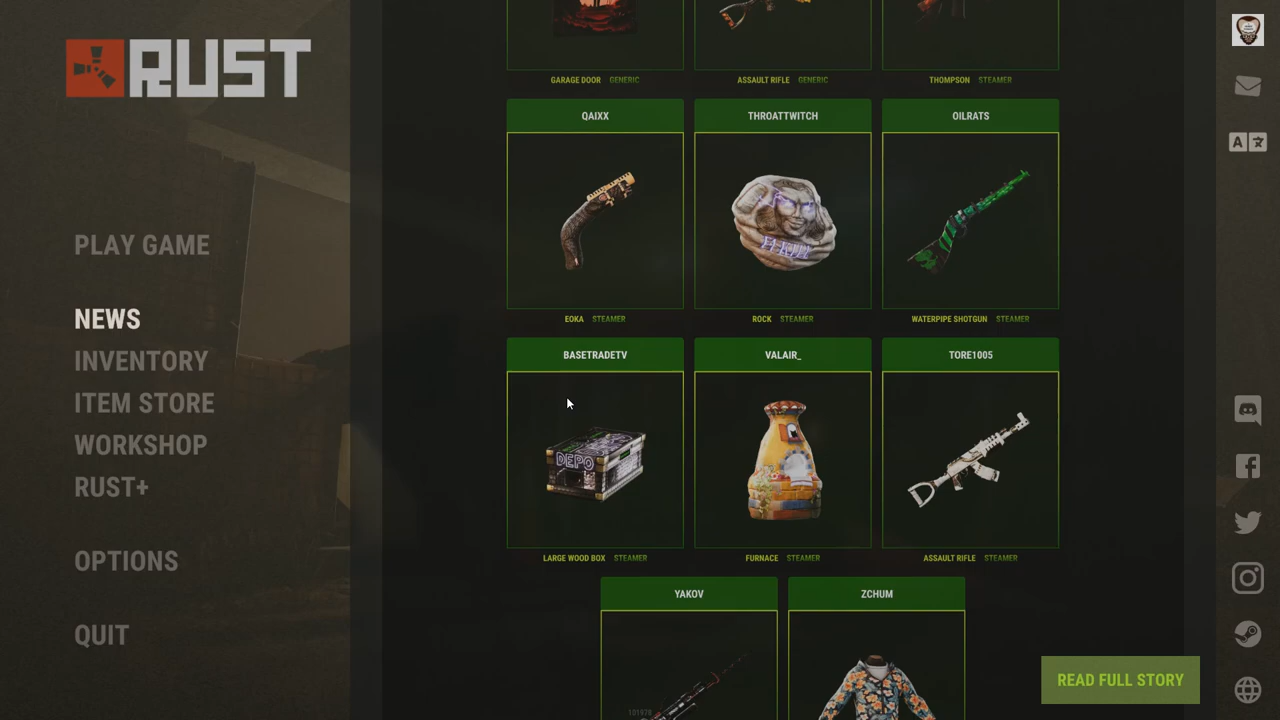 RUST
PLAY GAME
NEWS
INVENTORY
ITEM STORE
WORKSHOP
RUST+
OPTIONS
QUIT
GARAGE DOOR GENERIC
ASSAULT RIFLE GENERIC
THOMPSON STEAMER
QAIXX
THROATTWITCH
OILRATS
EOKA STEAMER
ROCK STEAMER
WATERPIPE SHOTGUN STEAMER
BASETRADETV
VALAIR_
TORE1005
DEPO
LARGE WOOD BOX STEAMER
FURNACE STEAMER
ASSAULT RIFLE STEAMER
YAKOV
ZCHUM
READ FULL STORY
A 文